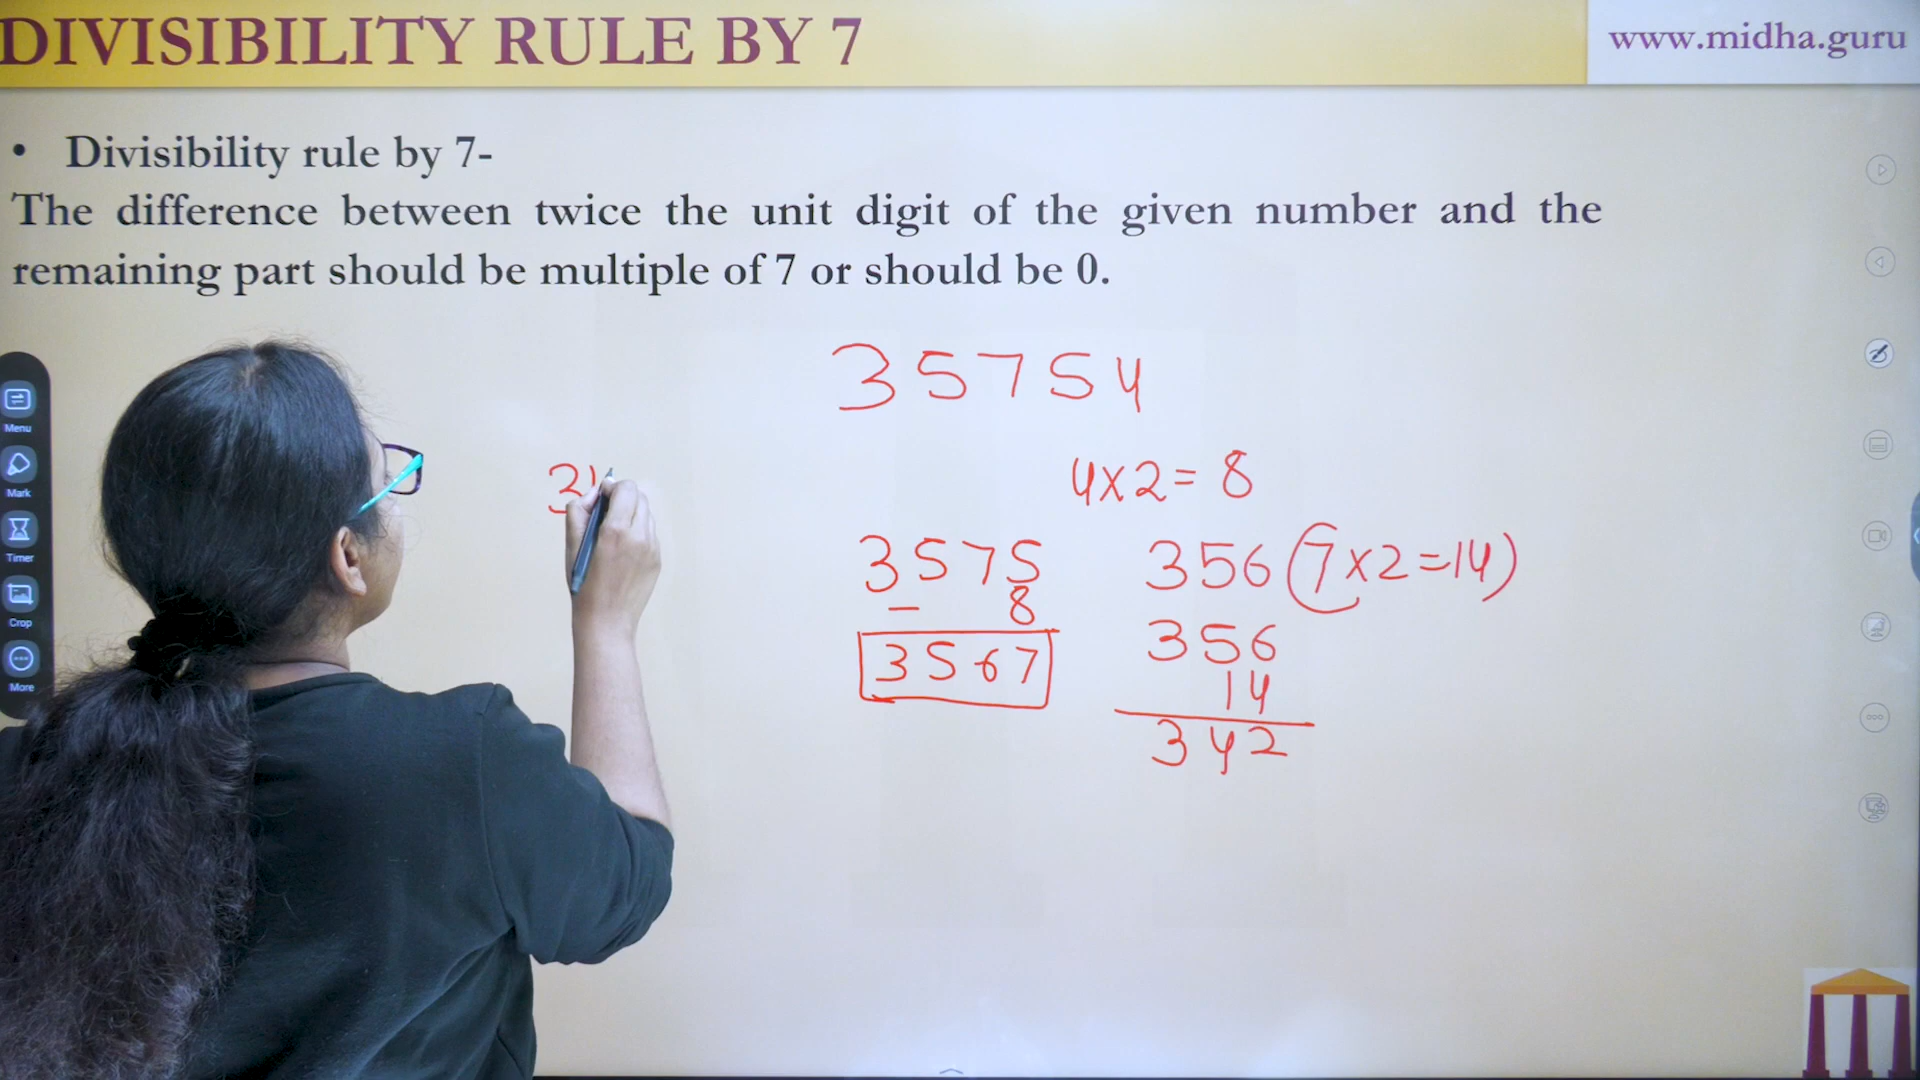 DIVISIBILITY RULE BY 7
www.midha.guru
• Divisibility rule by 7-
The difference between twice the unit digit of the given number and the
remaining part should be multiple of 7 or should be 0.
35754
4x2=8
3575
- 8
3567
356(7x2=14)
356
14
342
Menu
Mark
Timer
Crop
More